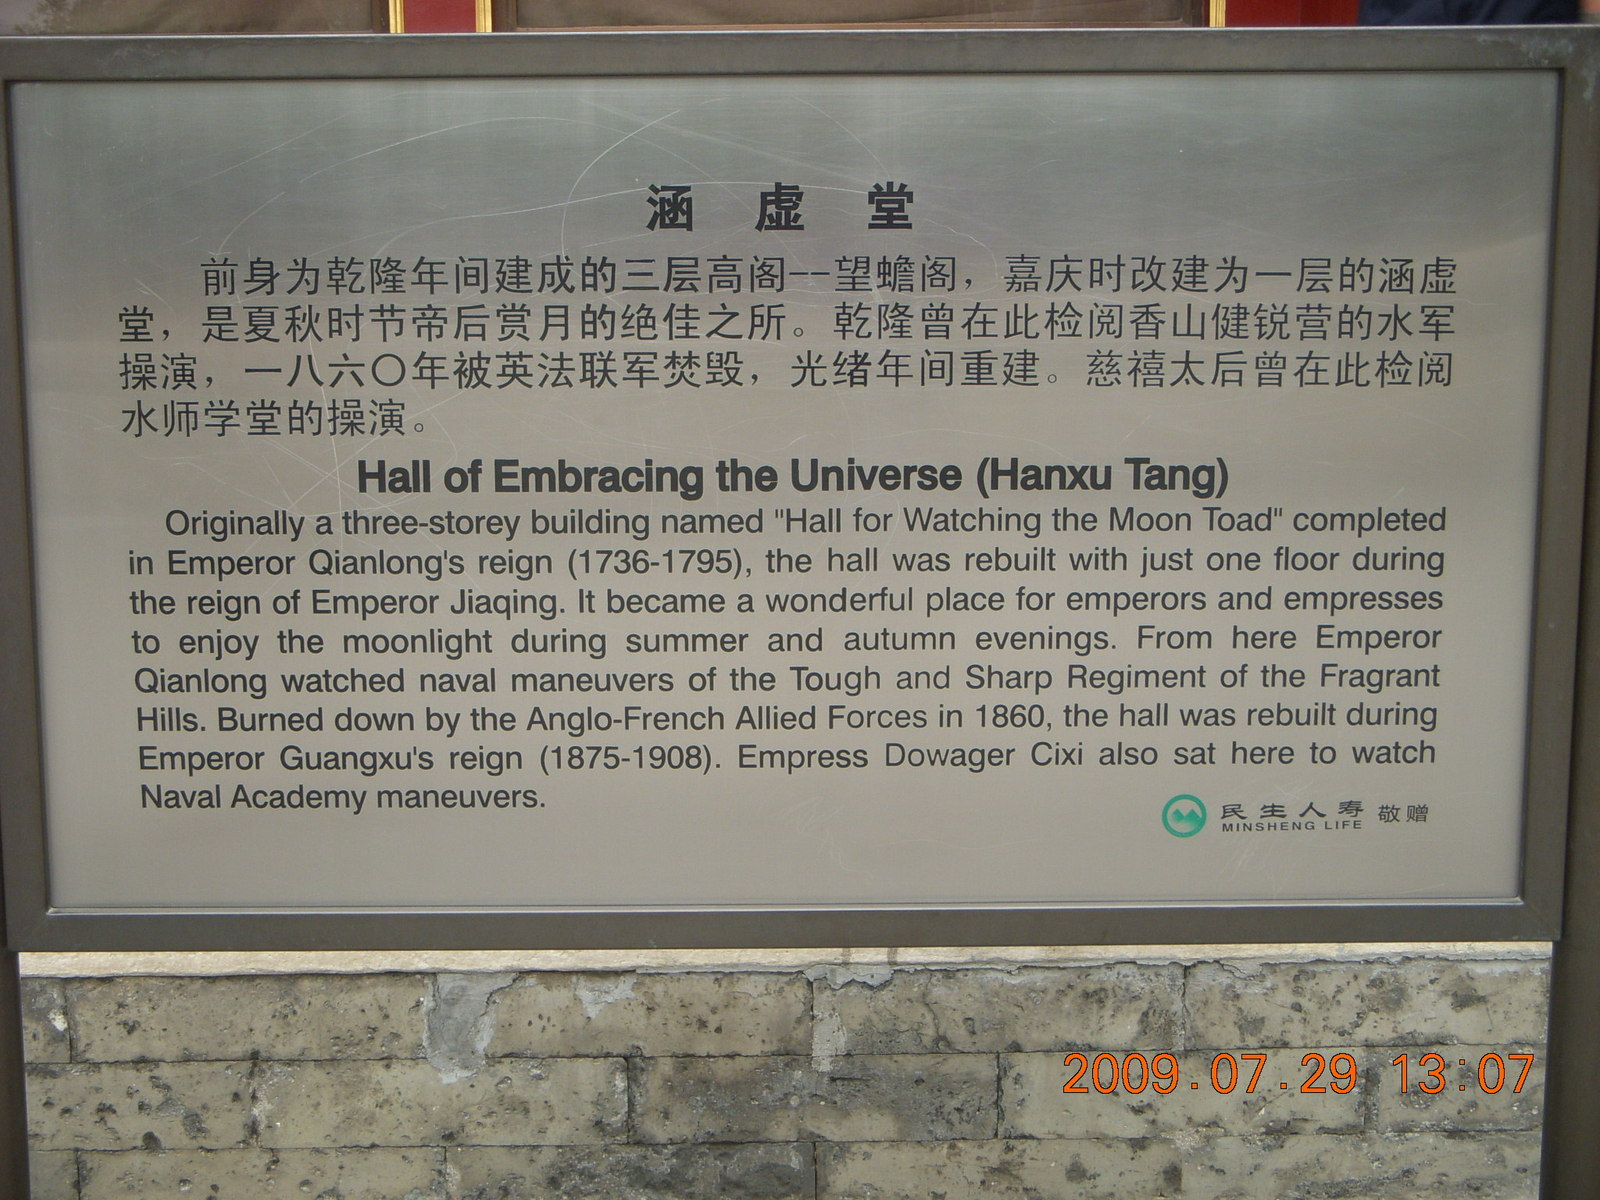 涵虚堂
前身为乾隆年间建成的三层高阁--望蟾阁，嘉庆时改建为一层的涵虚
堂，是夏秋时节帝后赏月的绝佳之所。乾隆曾在此检阅香山健锐营的水军
操演，一八六〇年被英法联军焚毁，光绪年间重建。慈禧太后曾在此检阅
水师学堂的操演。
Hall of Embracing the Universe (Hanxu Tang)
Originally a three-storey building named "Hall for Watching the Moon Toad" completed
in Emperor Qianlong's reign (1736-1795), the hall was rebuilt with just one floor during
the reign of Emperor Jiaqing. It became a wonderful place for emperors and empresses
to enjoy the moonlight during summer and autumn evenings. From here Emperor
Qianlong watched naval maneuvers of the Tough and Sharp Regiment of the Fragrant
Hills. Burned down by the Anglo-French Allied Forces in 1860, the hall was rebuilt during
Emperor Guangxu's reign (1875-1908). Empress Dowager Cixi also sat here to watch
Naval Academy maneuvers.
民生人寿 敬赠
MINSHENG LIFE
2009.07.29 13:07